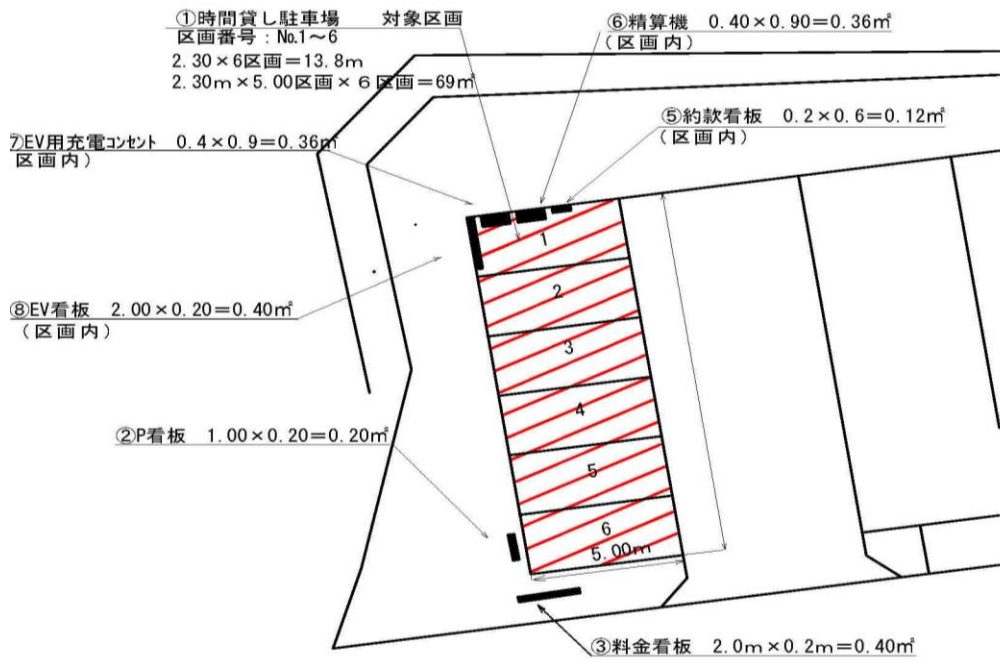 ①時間貸し駐車場　対象区画
区画番号：№1～6
2.30×6区画＝13.8m
2.30m×5.00区画×６区画＝69㎡
⑥精算機　0.40×0.90＝0.36㎡
（区画内）
⑤約款看板　0.2×0.6＝0.12㎡
（区画内）
⑦EV用充電ｺﾝｾﾝﾄ　0.4×0.9＝0.36㎡
区画内）
⑧EV看板　2.00×0.20＝0.40㎡
（区画内）
②P看板　1.00×0.20＝0.20㎡
1
2
3
4
5
6
5.00m
③料金看板　2.0m×0.2m＝0.40㎡